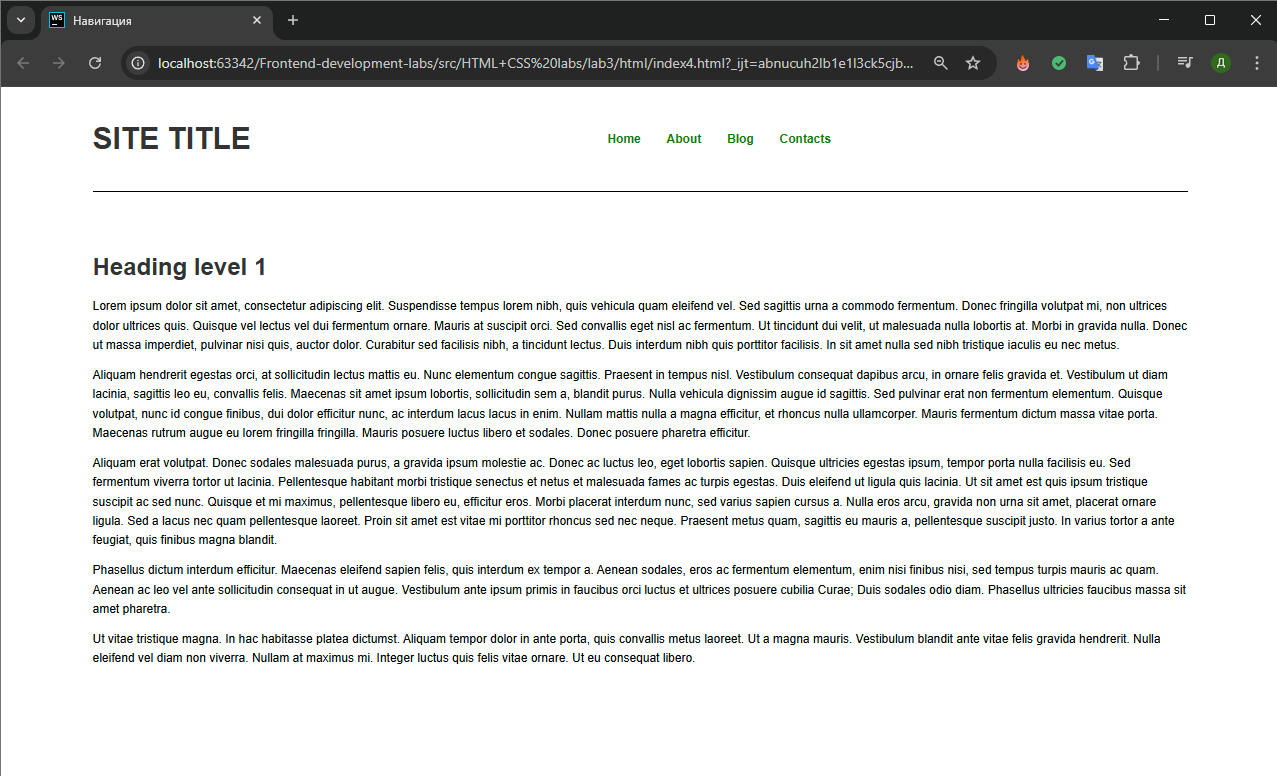 WS
Навигация
localhost:63342/Frontend-development-labs/src/HTML+CSS%20labs/lab3/html/index4.html?_ijt=abnucuh2lb1e1l3ck5cjb...
Д
SITE TITLE
Home About Blog Contacts
Heading level 1
Lorem ipsum dolor sit amet, consectetur adipiscing elit. Suspendisse tempus lorem nibh, quis vehicula quam eleifend vel. Sed sagittis urna a commodo fermentum. Donec fringilla volutpat mi, non ultrices
dolor ultrices quis. Quisque vel lectus vel dui fermentum ornare. Mauris at suscipit orci. Sed convallis eget nisl ac fermentum. Ut tincidunt dui velit, ut malesuada nulla lobortis at. Morbi in gravida nulla. Donec
ut massa imperdiet, pulvinar nisi quis, auctor dolor. Curabitur sed facilisis nibh, a tincidunt lectus. Duis interdum nibh quis porttitor facilisis. In sit amet nulla sed nibh tristique iaculis eu nec metus.
Aliquam hendrerit egestas orci, at sollicitudin lectus mattis eu. Nunc elementum congue sagittis. Praesent in tempus nisl. Vestibulum consequat dapibus arcu, in ornare felis gravida et. Vestibulum ut diam
lacinia, sagittis leo eu, convallis felis. Maecenas sit amet ipsum lobortis, sollicitudin sem a, blandit purus. Nulla vehicula dignissim augue id sagittis. Sed pulvinar erat non fermentum elementum. Quisque
volutpat, nunc id congue finibus, dui dolor efficitur nunc, ac interdum lacus lacus in enim. Nullam mattis nulla a magna efficitur, et rhoncus nulla ullamcorper. Mauris fermentum dictum massa vitae porta.
Maecenas rutrum augue eu lorem fringilla fringilla. Mauris posuere luctus libero et sodales. Donec posuere pharetra efficitur.
Aliquam erat volutpat. Donec sodales malesuada purus, a gravida ipsum molestie ac. Donec ac luctus leo, eget lobortis sapien. Quisque ultricies egestas ipsum, tempor porta nulla facilisis eu. Sed
fermentum viverra tortor ut lacinia. Pellentesque habitant morbi tristique senectus et netus et malesuada fames ac turpis egestas. Duis eleifend ut ligula quis lacinia. Ut sit amet est quis ipsum tristique
suscipit ac sed nunc. Quisque et mi maximus, pellentesque libero eu, efficitur eros. Morbi placerat interdum nunc, sed varius sapien cursus a. Nulla eros arcu, gravida non urna sit amet, placerat ornare
ligula. Sed a lacus nec quam pellentesque laoreet. Proin sit amet est vitae mi porttitor rhoncus sed nec neque. Praesent metus quam, sagittis eu mauris a, pellentesque suscipit justo. In varius tortor a ante
feugiat, quis finibus magna blandit.
Phasellus dictum interdum efficitur. Maecenas eleifend sapien felis, quis interdum ex tempor a. Aenean sodales, eros ac fermentum elementum, enim nisi finibus nisi, sed tempus turpis mauris ac quam.
Aenean ac leo vel ante sollicitudin consequat in ut augue. Vestibulum ante ipsum primis in faucibus orci luctus et ultrices posuere cubilia Curae; Duis sodales odio diam. Phasellus ultricies faucibus massa sit
amet pharetra.
Ut vitae tristique magna. In hac habitasse platea dictumst. Aliquam tempor dolor in ante porta, quis convallis metus laoreet. Ut a magna mauris. Vestibulum blandit ante vitae felis gravida hendrerit. Nulla
eleifend vel diam non viverra. Nullam at maximus mi. Integer luctus quis felis vitae ornare. Ut eu consequat libero.